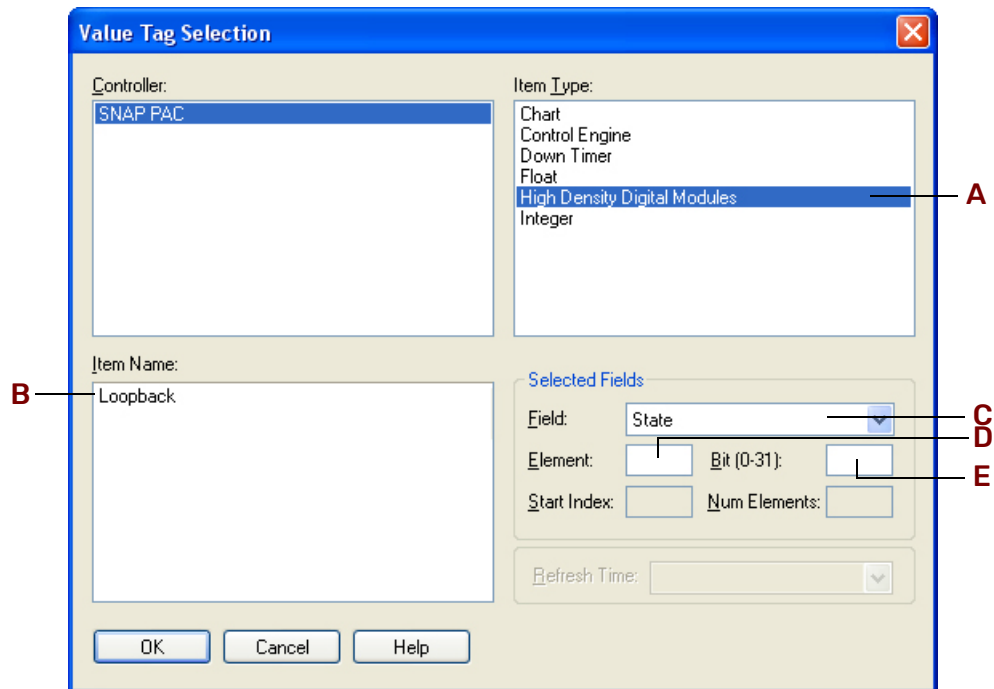 Value Tag Selection
Controller:
SNAP PAC
Item Type:
Chart
Control Engine
Down Timer
Float
High Density Digital Modules
Integer
A
Item Name:
Loopback
B
Selected Fields
Field:
State
C
Element:
D
Bit (0-31):
E
Start Index:
Num Elements:
Refresh Time:
OK
Cancel
Help